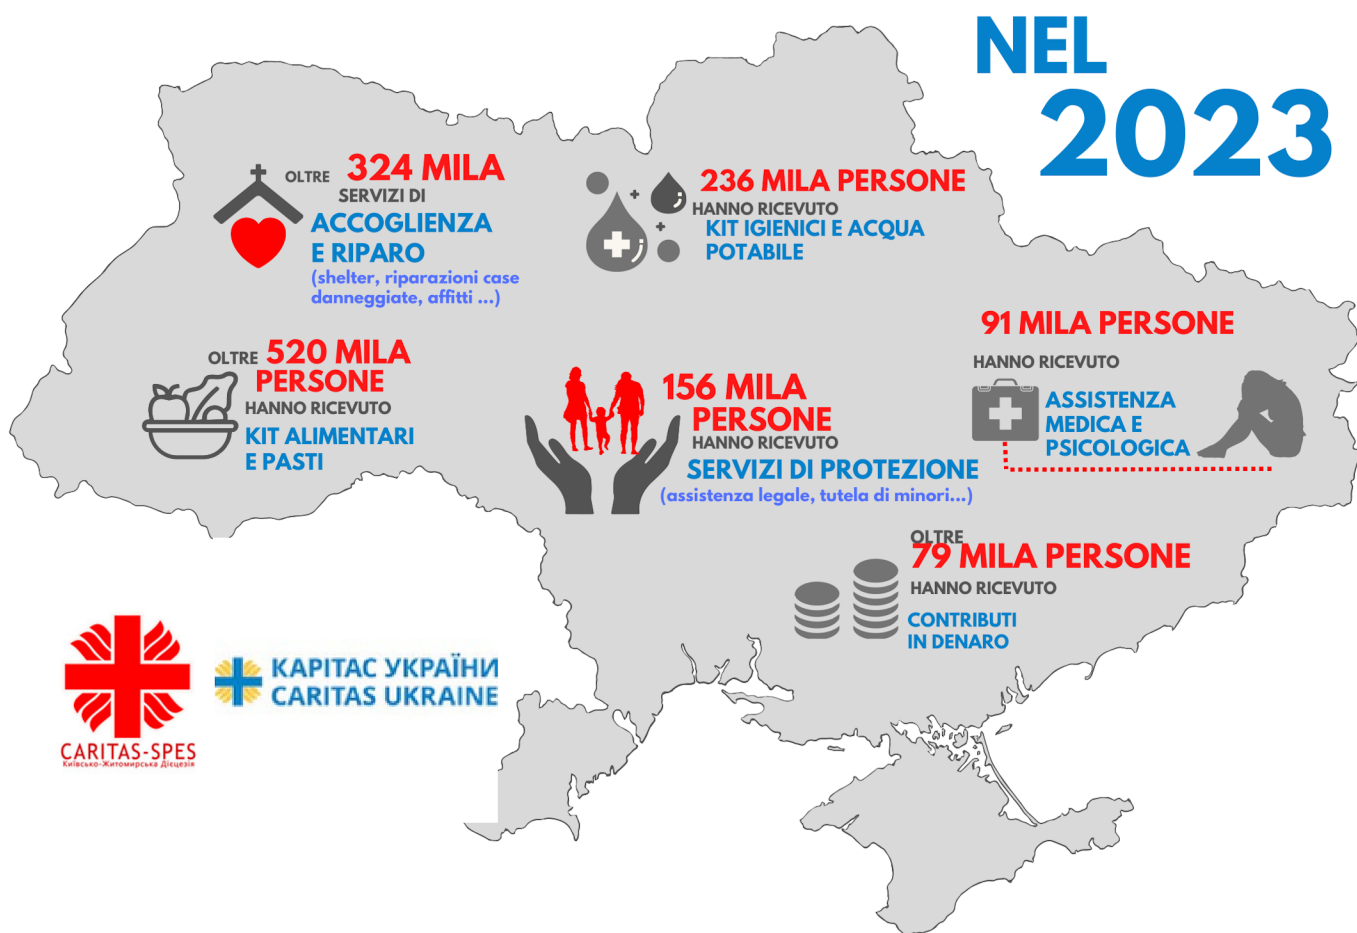 NEL
2023
OLTRE 324 MILA
SERVIZI DI
ACCOGLIENZA
E RIPARO
(shelter, riparazioni case
danneggiate, affitti ...)
236 MILA PERSONE
HANNO RICEVUTO
KIT IGIENICI E ACQUA
POTABILE
OLTRE 520 MILA
PERSONE
HANNO RICEVUTO
KIT ALIMENTARI
E PASTI
156 MILA
PERSONE
HANNO RICEVUTO
SERVIZI DI PROTEZIONE
(assistenza legale, tutela di minori...)
91 MILA PERSONE
HANNO RICEVUTO
ASSISTENZA
MEDICA E
PSICOLOGICA
OLTRE
79 MILA PERSONE
HANNO RICEVUTO
CONTRIBUTI
IN DENARO
CARITAS-SPES
Київсько-Житомирська Дієцезія
КАРІТАС УКРАЇНИ
CARITAS UKRAINE